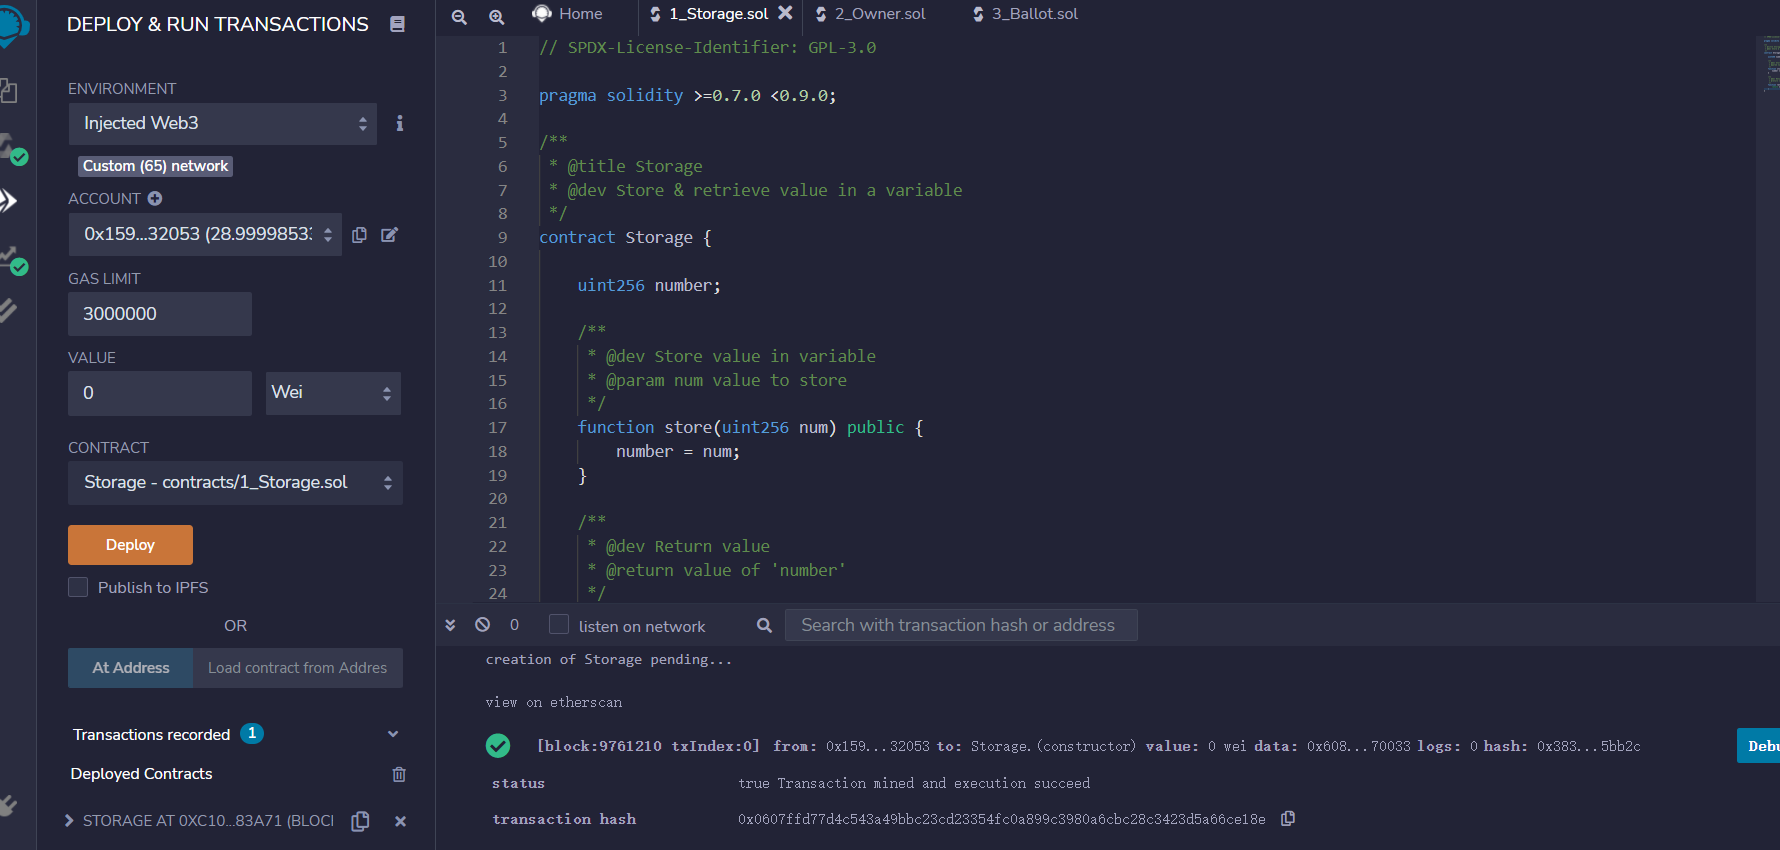 DEPLOY & RUN TRANSACTIONS
ENVIRONMENT
Injected Web3
Custom (65) network
ACCOUNT
0x159...32053 (28.99998533
GAS LIMIT
3000000
VALUE
0
Wei
CONTRACT
Storage - contracts/1_Storage.sol
Deploy
Publish to IPFS
OR
At Address
Load contract from Addres
Transactions recorded 1
Deployed Contracts
STORAGE AT 0XC10...83A71 (BLOCI
Home
1_Storage.sol
2_Owner.sol
3_Ballot.sol
1 // SPDX-License-Identifier: GPL-3.0
2
3 pragma solidity >=0.7.0 <0.9.0;
4
5 /**
6 * @title Storage
7 * @dev Store & retrieve value in a variable
8 */
9 contract Storage {
10
11 uint256 number;
12
13 /**
14 * @dev Store value in variable
15 * @param num value to store
16 */
17 function store(uint256 num) public {
18 number = num;
19 }
20
21 /**
22 * @dev Return value
23 * @return value of 'number'
24 */
0
listen on network
Search with transaction hash or address
creation of Storage pending...
view on etherscan
[block:9761210 txIndex:0] from: 0x159...32053 to: Storage.(constructor) value: 0 wei data: 0x608...70033 logs: 0 hash: 0x383...5bb2c
Debu
status true Transaction mined and execution succeed
transaction hash 0x0607ffd77d4c543a49bbc23cd23354fc0a899c3980a6cbc28c3423d5a66ce18e